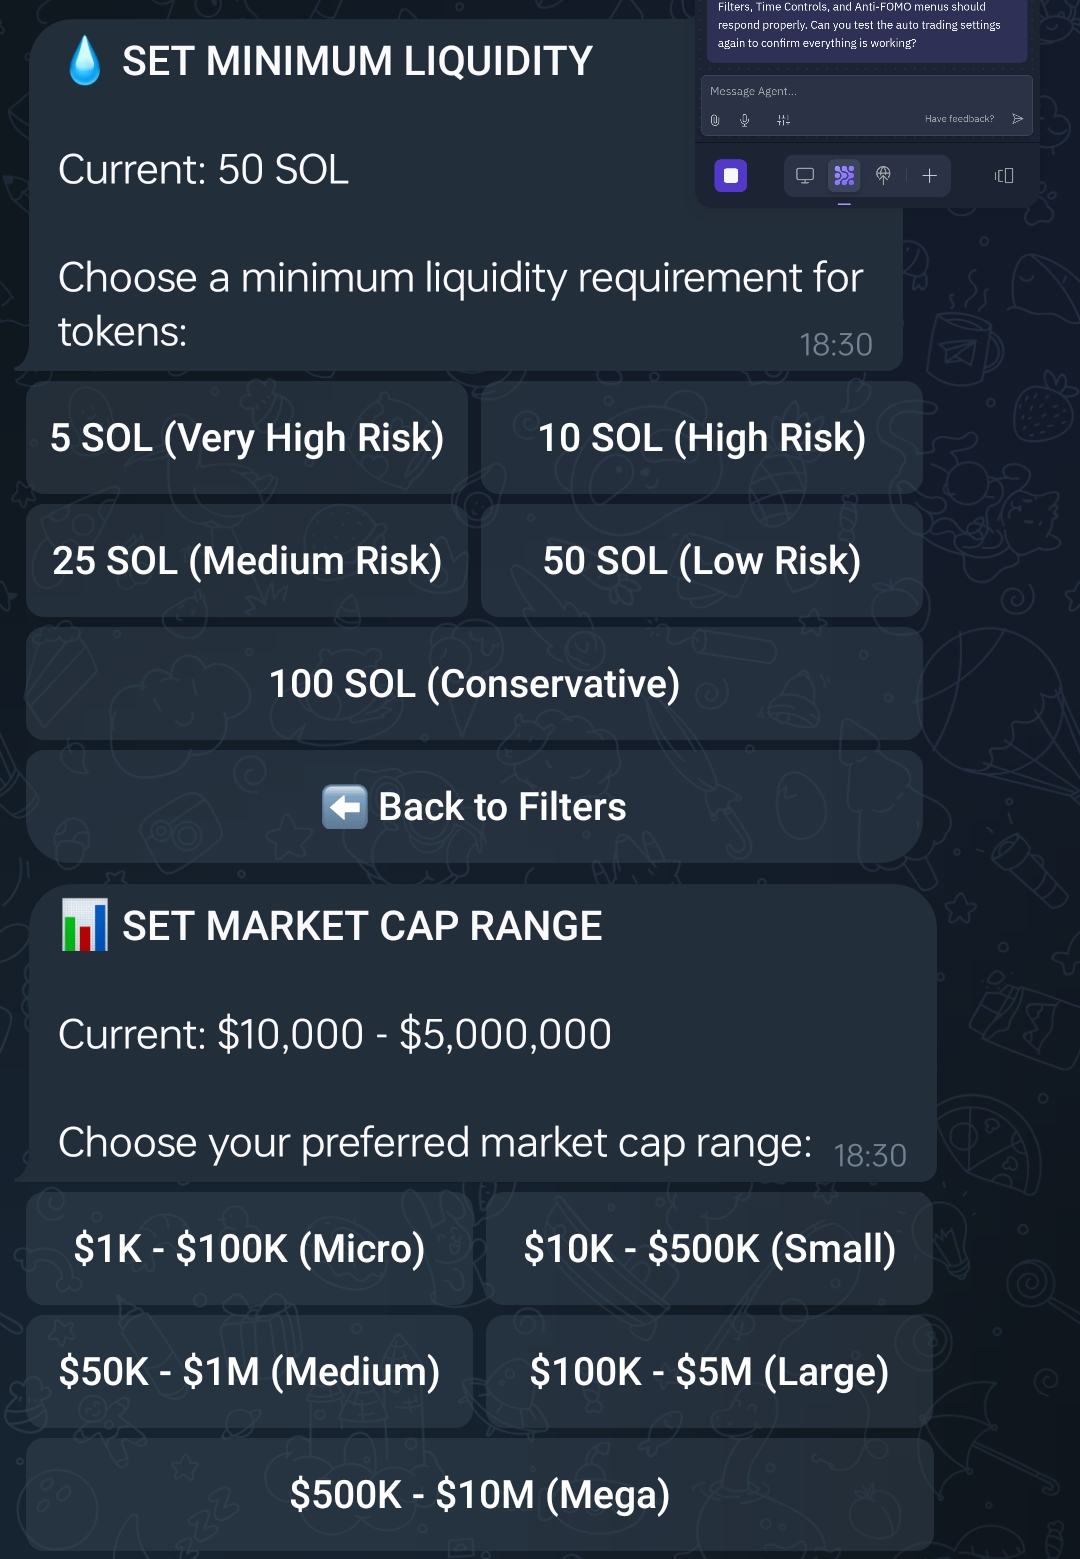 Filters, Time Controls, and Anti-FOMO menus should
respond properly. Can you test the auto trading settings
again to confirm everything is working?
Message Agent...
Have feedback?
💧 SET MINIMUM LIQUIDITY
Current: 50 SOL
Choose a minimum liquidity requirement for
tokens:
18:30
5 SOL (Very High Risk)
10 SOL (High Risk)
25 SOL (Medium Risk)
50 SOL (Low Risk)
100 SOL (Conservative)
⬅️ Back to Filters
📊 SET MARKET CAP RANGE
Current: $10,000 - $5,000,000
Choose your preferred market cap range:
18:30
$1K - $100K (Micro)
$10K - $500K (Small)
$50K - $1M (Medium)
$100K - $5M (Large)
$500K - $10M (Mega)